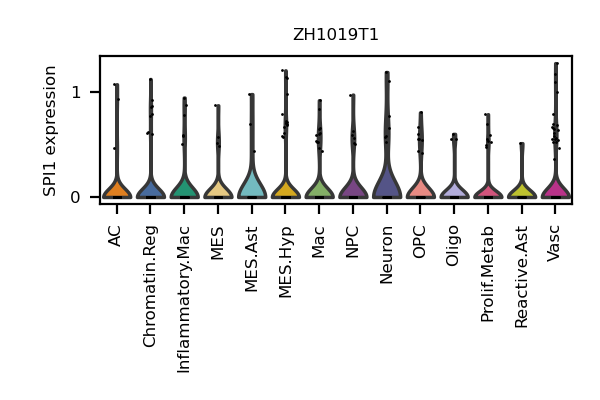 ZH1019T1
SPI1 expression
1
0
AC
Chromatin.Reg
Inflammatory.Mac
MES
MES.Ast
MES.Hyp
Mac
NPC
Neuron
OPC
Oligo
Prolif.Metab
Reactive.Ast
Vasc